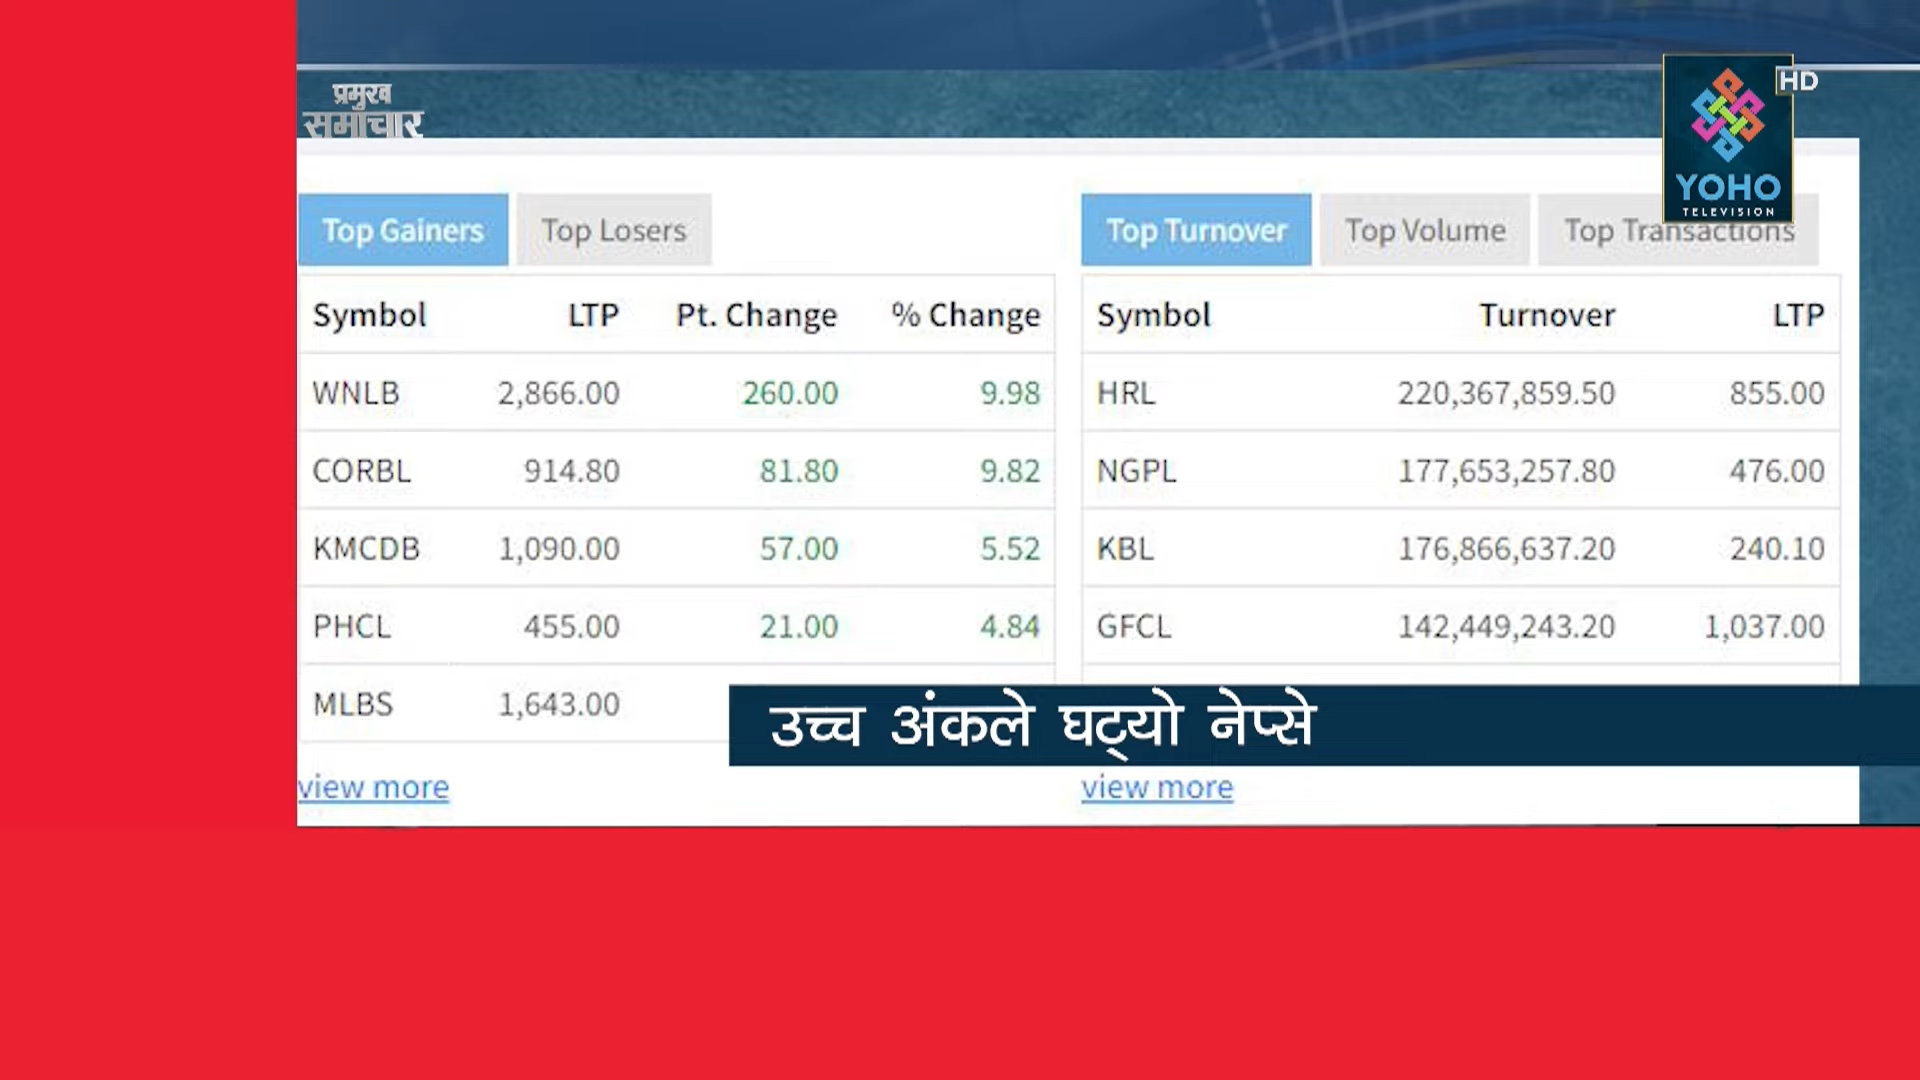 प्रमुख
समाचार
HD
YOHO
TELEVISION
Top Gainers Top Losers
Symbol LTP Pt. Change % Change
WNLB 2,866.00 260.00 9.98
CORBL 914.80 81.80 9.82
KMCDB 1,090.00 57.00 5.52
PHCL 455.00 21.00 4.84
MLBS 1,643.00
view more
Top Turnover Top Volume Top Transactions
Symbol Turnover LTP
HRL 220,367,859.50 855.00
NGPL 177,653,257.80 476.00
KBL 176,866,637.20 240.10
GFCL 142,449,243.20 1,037.00
उच्च अंकले घट्यो नेप्से
view more